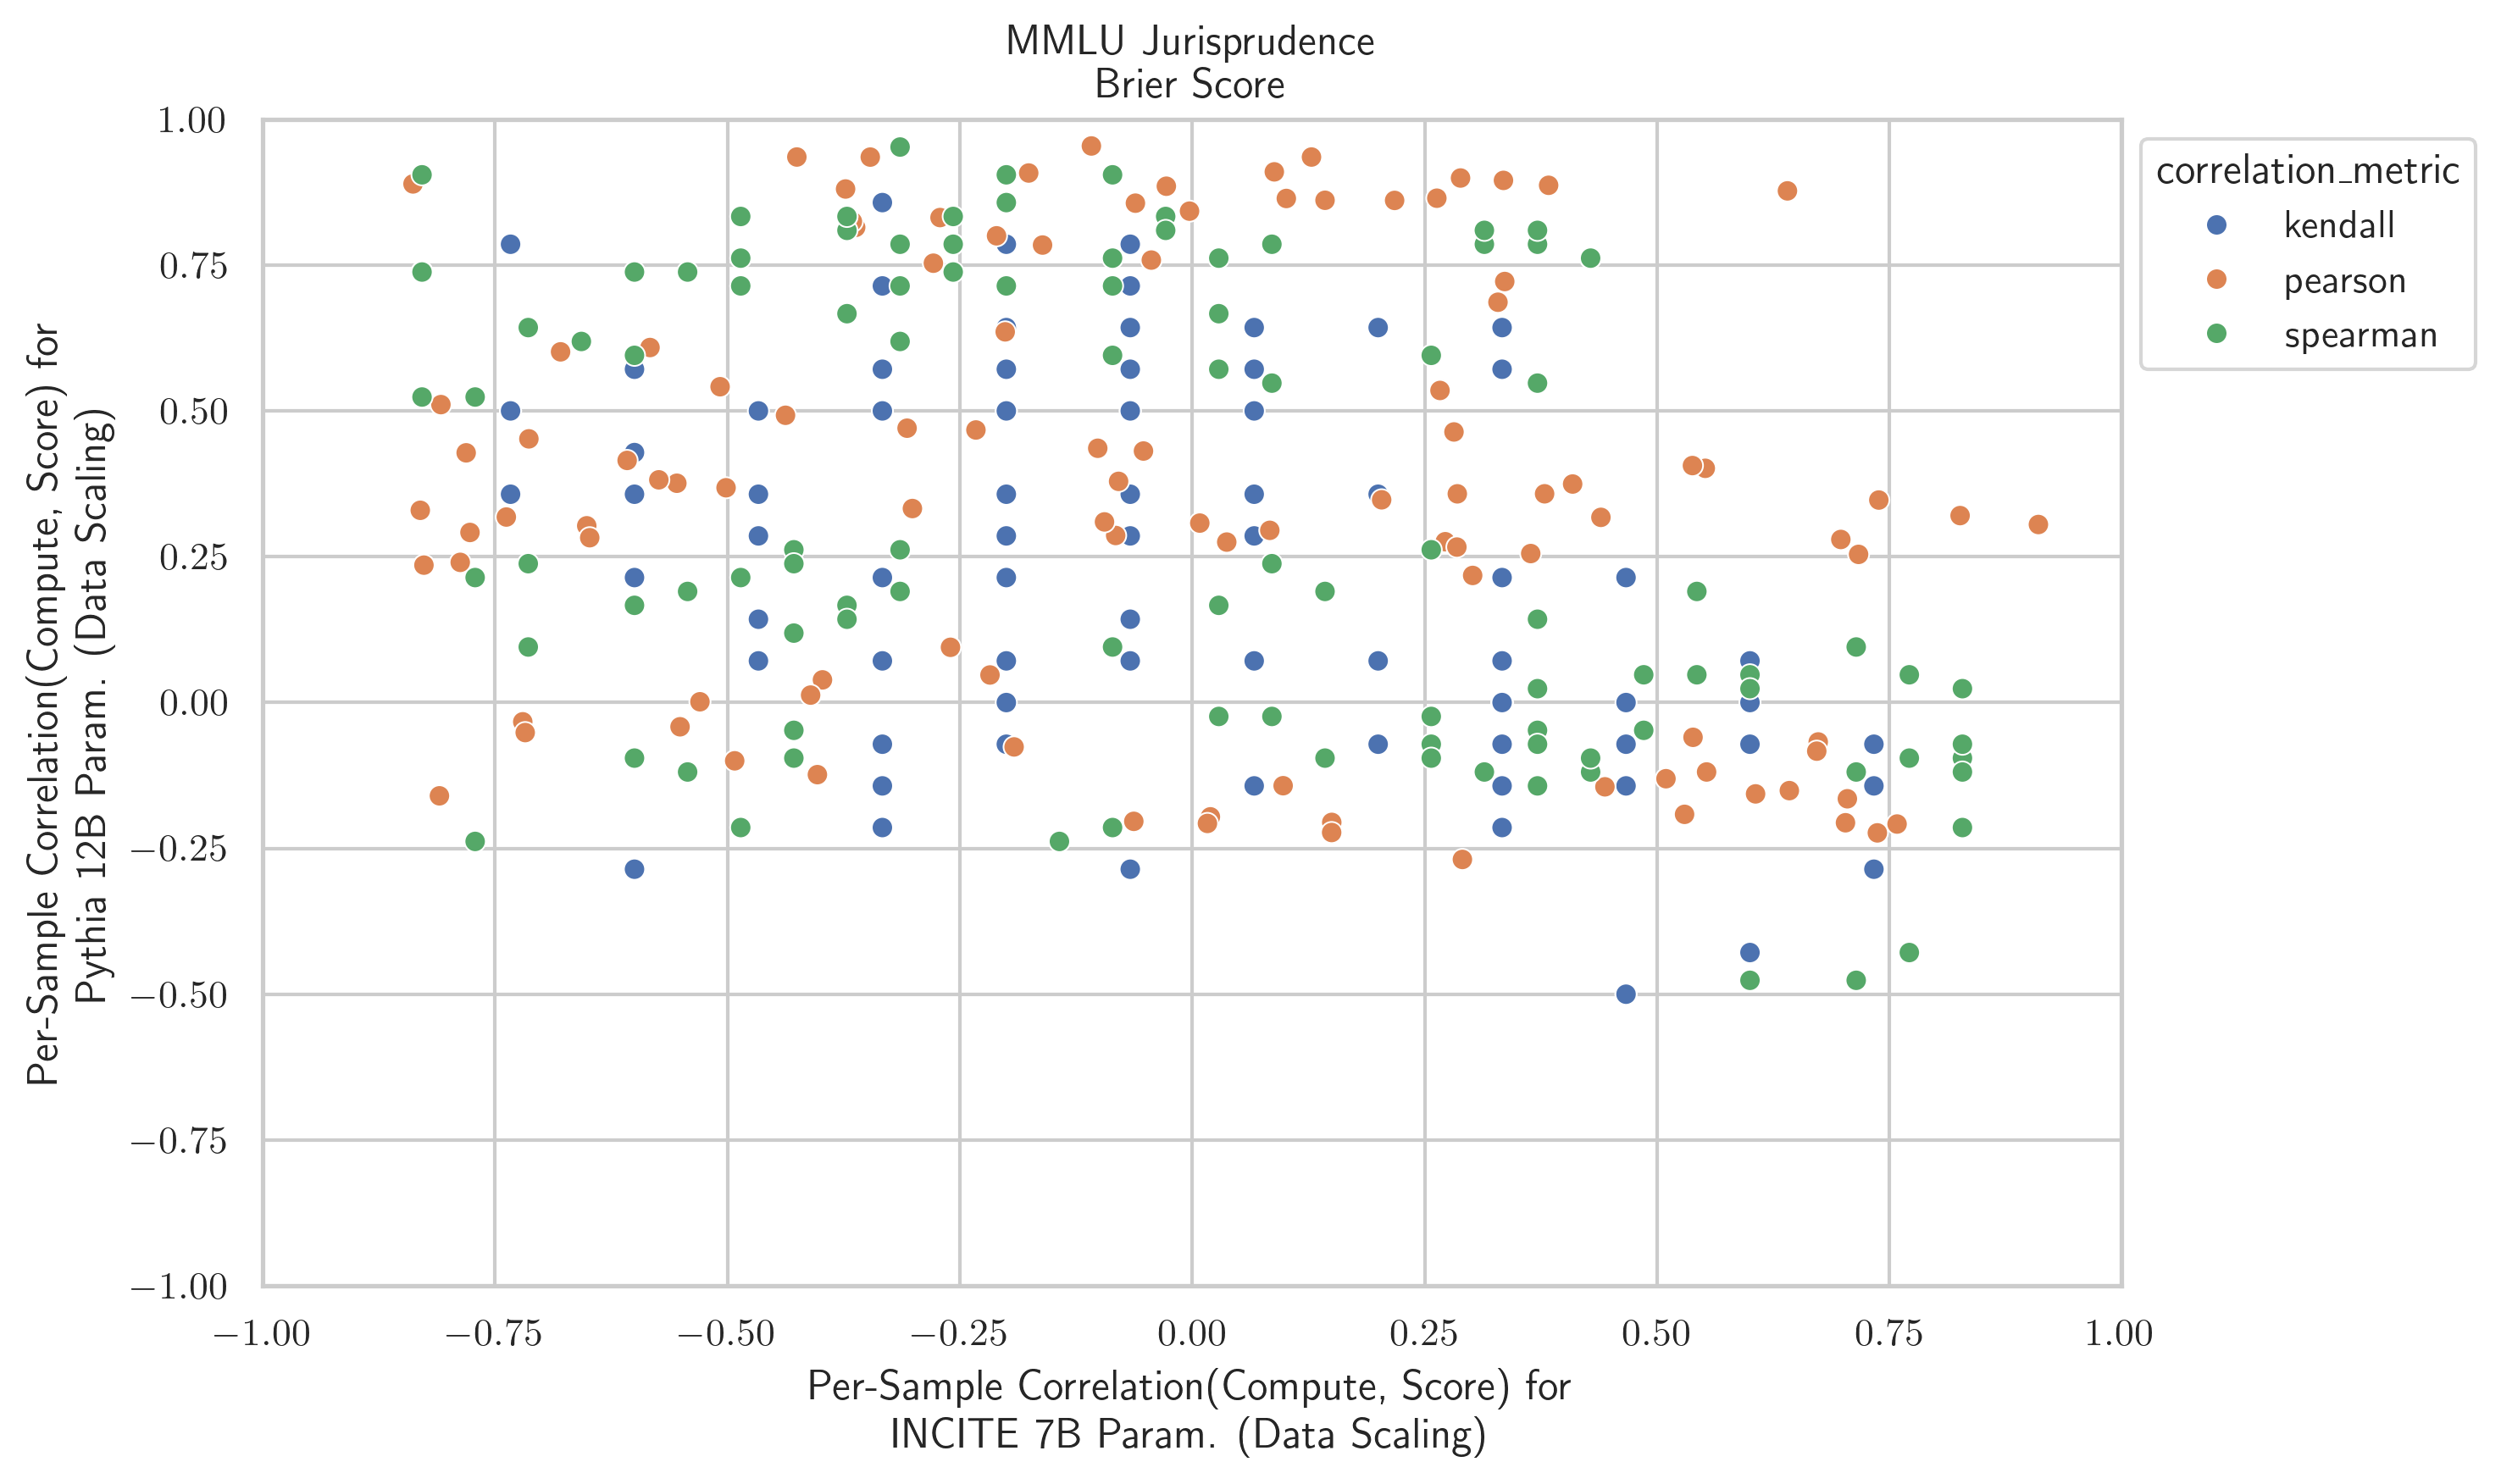 MMLU Jurisprudence
Brier Score
Per-Sample Correlation(Compute, Score) for
Pythia 12B Param. (Data Scaling)
1.00
0.75
0.50
0.25
0.00
−0.25
−0.50
−0.75
−1.00
−1.00 −0.75 −0.50 −0.25 0.00 0.25 0.50 0.75 1.00
Per-Sample Correlation(Compute, Score) for
INCITE 7B Param. (Data Scaling)
correlation_metric
kendall
pearson
spearman